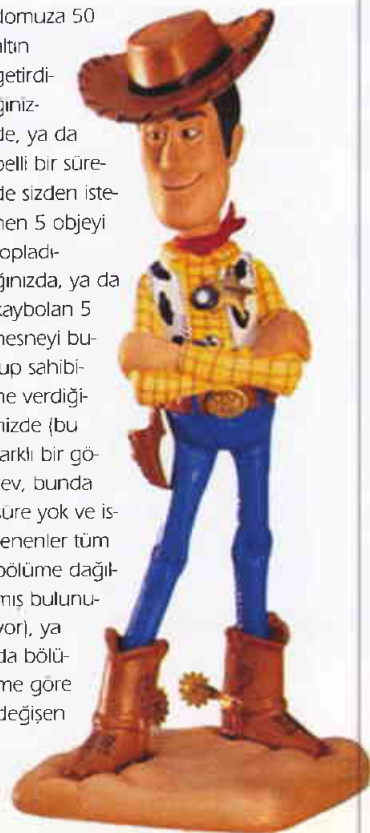 domuza 50
altın
getirdi-
ğiniz-
de, ya da
belli bir süre-
de sizden iste-
nen 5 objeyi
topladı-
ğınızda, ya da
kaybolan 5
nesneyi bu-
lup sahibi-
ne verdiği-
nizde (bu
farklı bir gö-
rev, bunda
süre yok ve is-
tenenler tüm
bölüme dağıl-
mış bulunu-
yor), ya
da bölü-
me göre
değişen